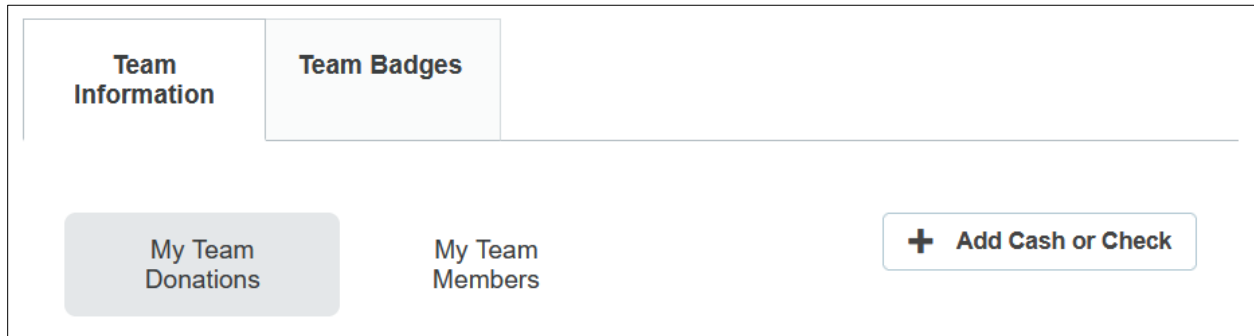 Team
Information
Team Badges
My Team
Donations
My Team
Members
+ Add Cash or Check